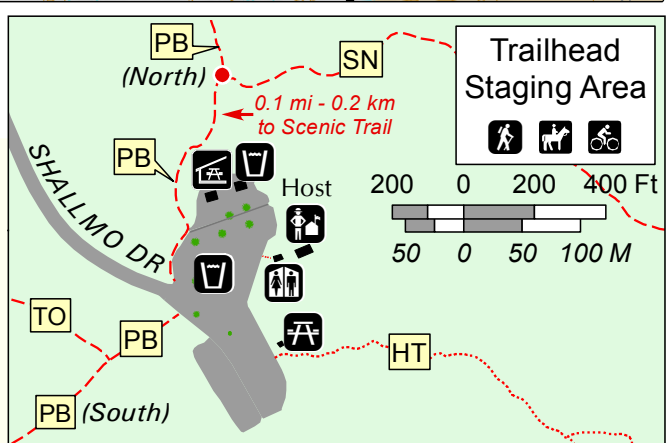 PB
(North)
SN
Trailhead
Staging Area
0.1 mi - 0.2 km
to Scenic Trail
PB
SHALLMO DR
Host
200 0 200 400 Ft
50 0 50 100 M
TO
PB
HT
PB (South)